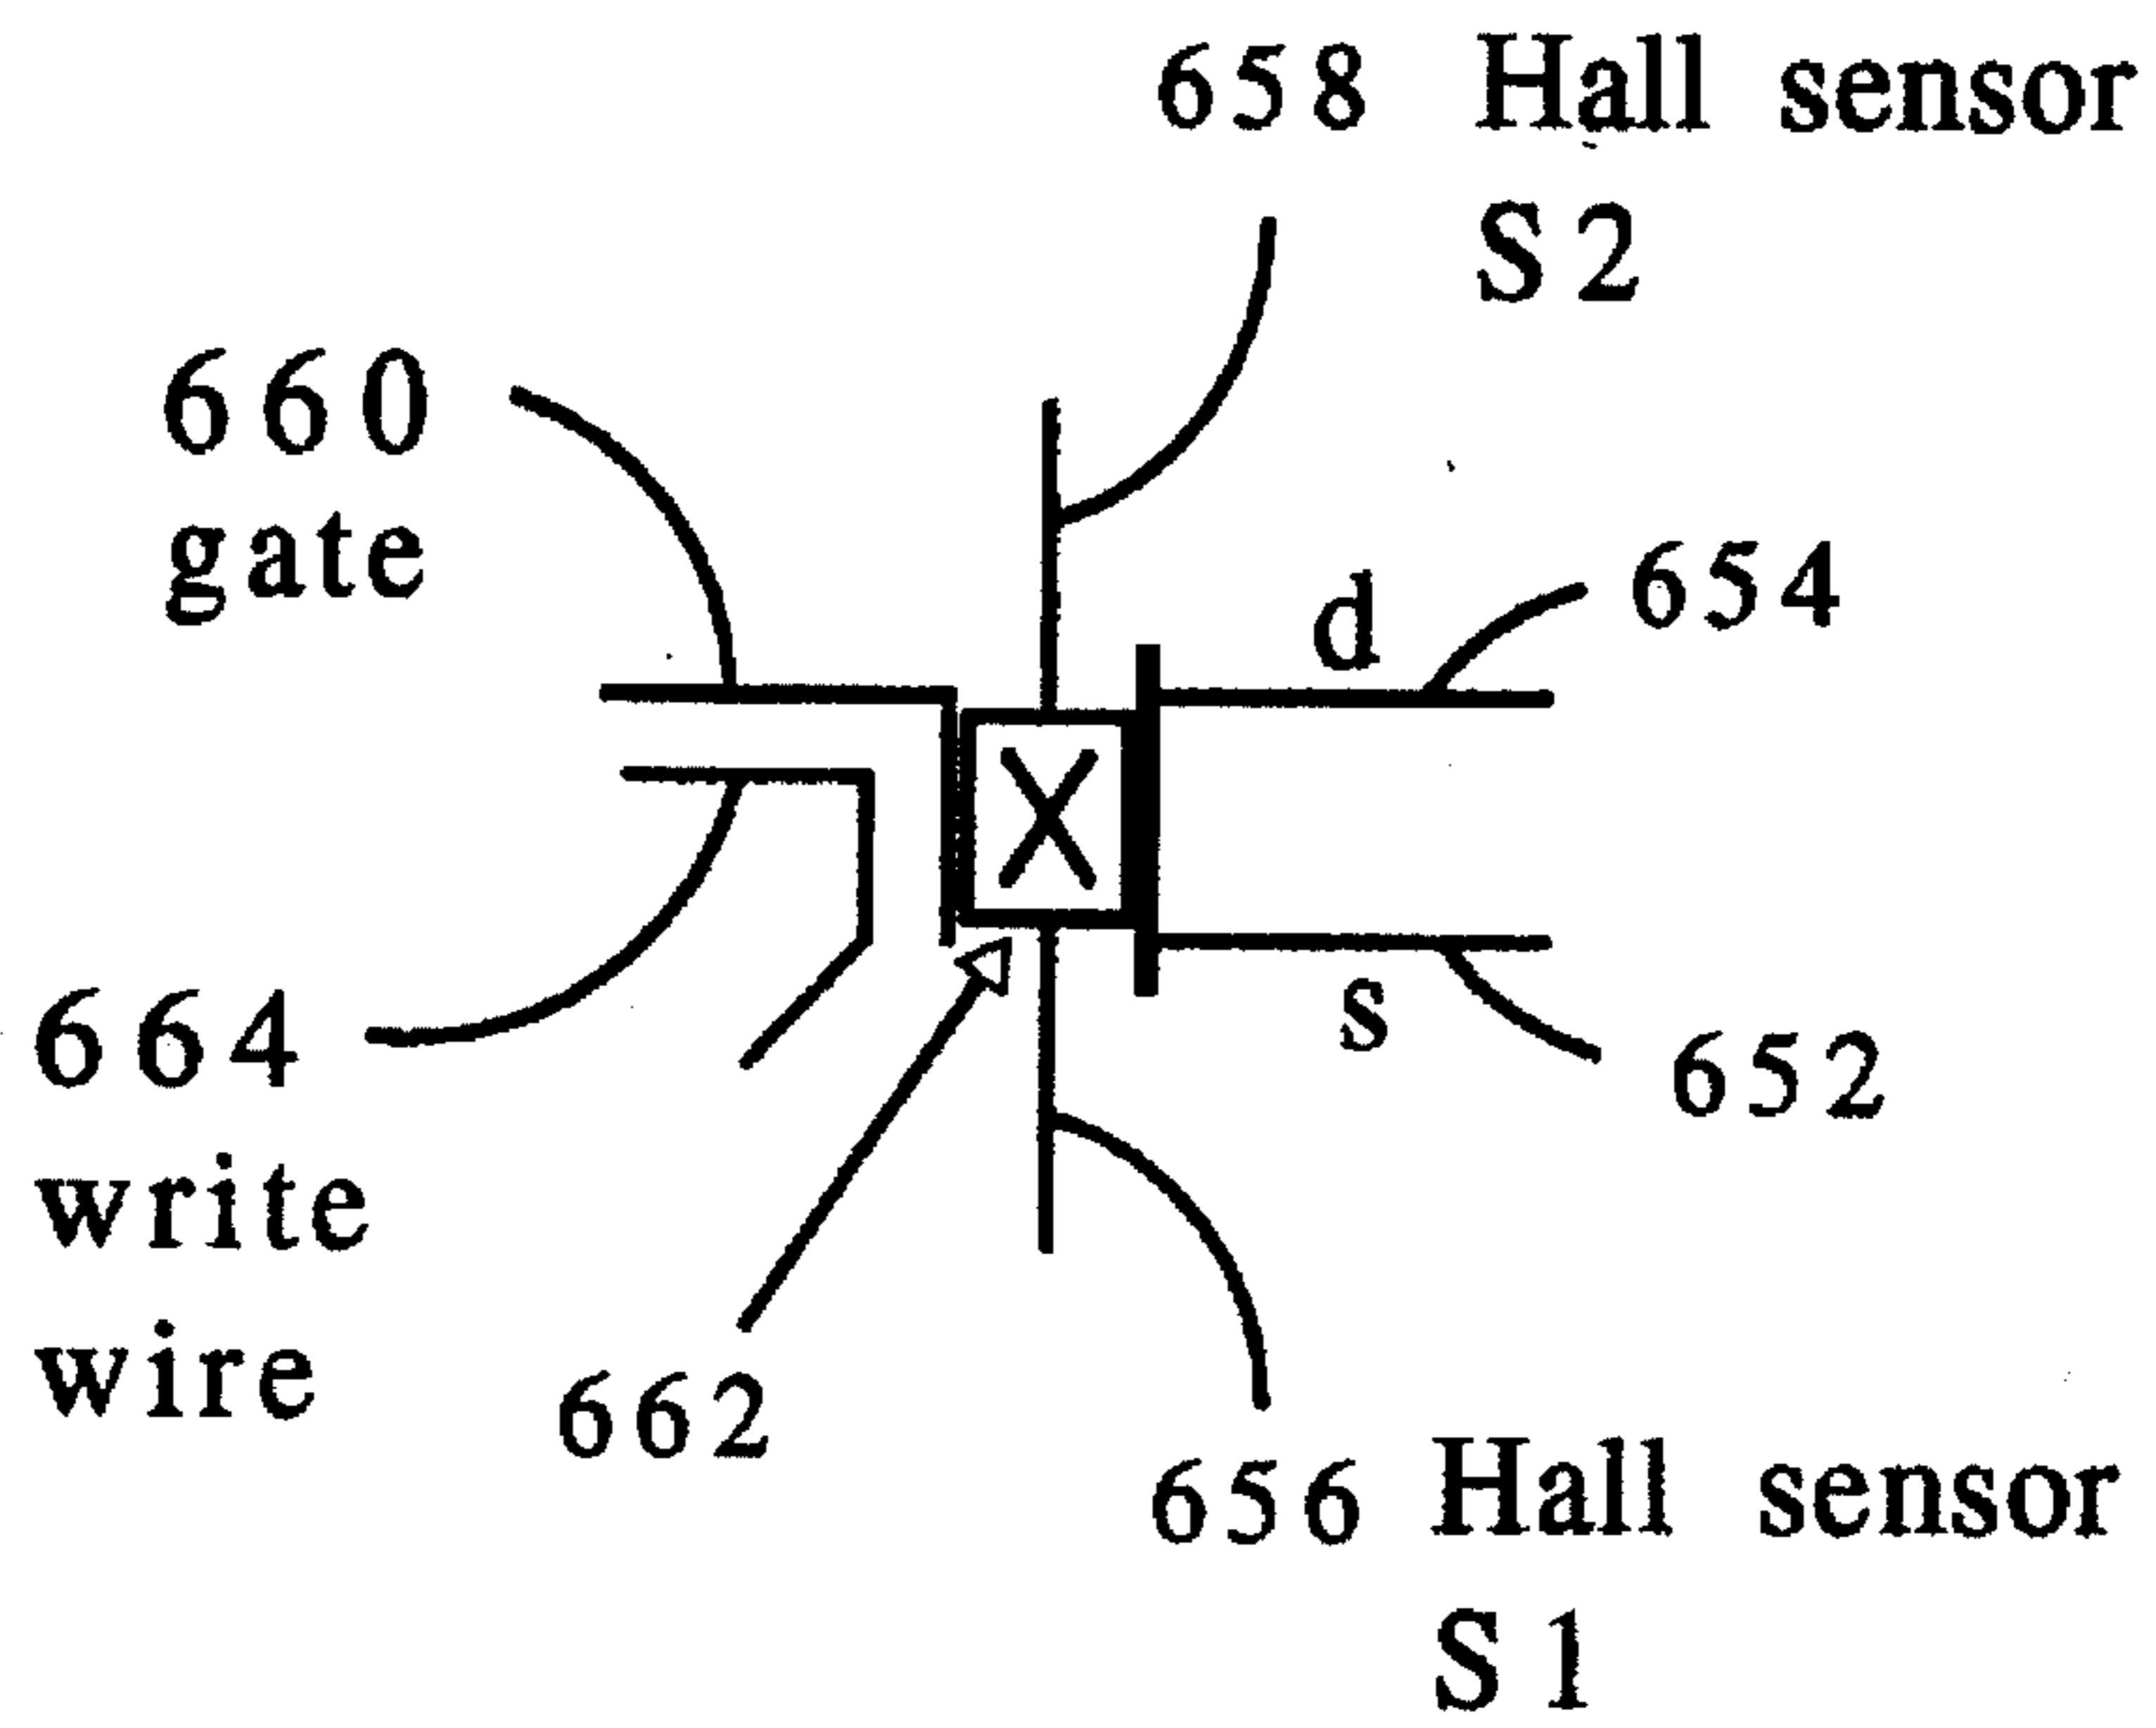 658 Hall sensor
S2
660
gate
d
654
X
664
write
wire
s
652
662
656 Hall sensor
S1